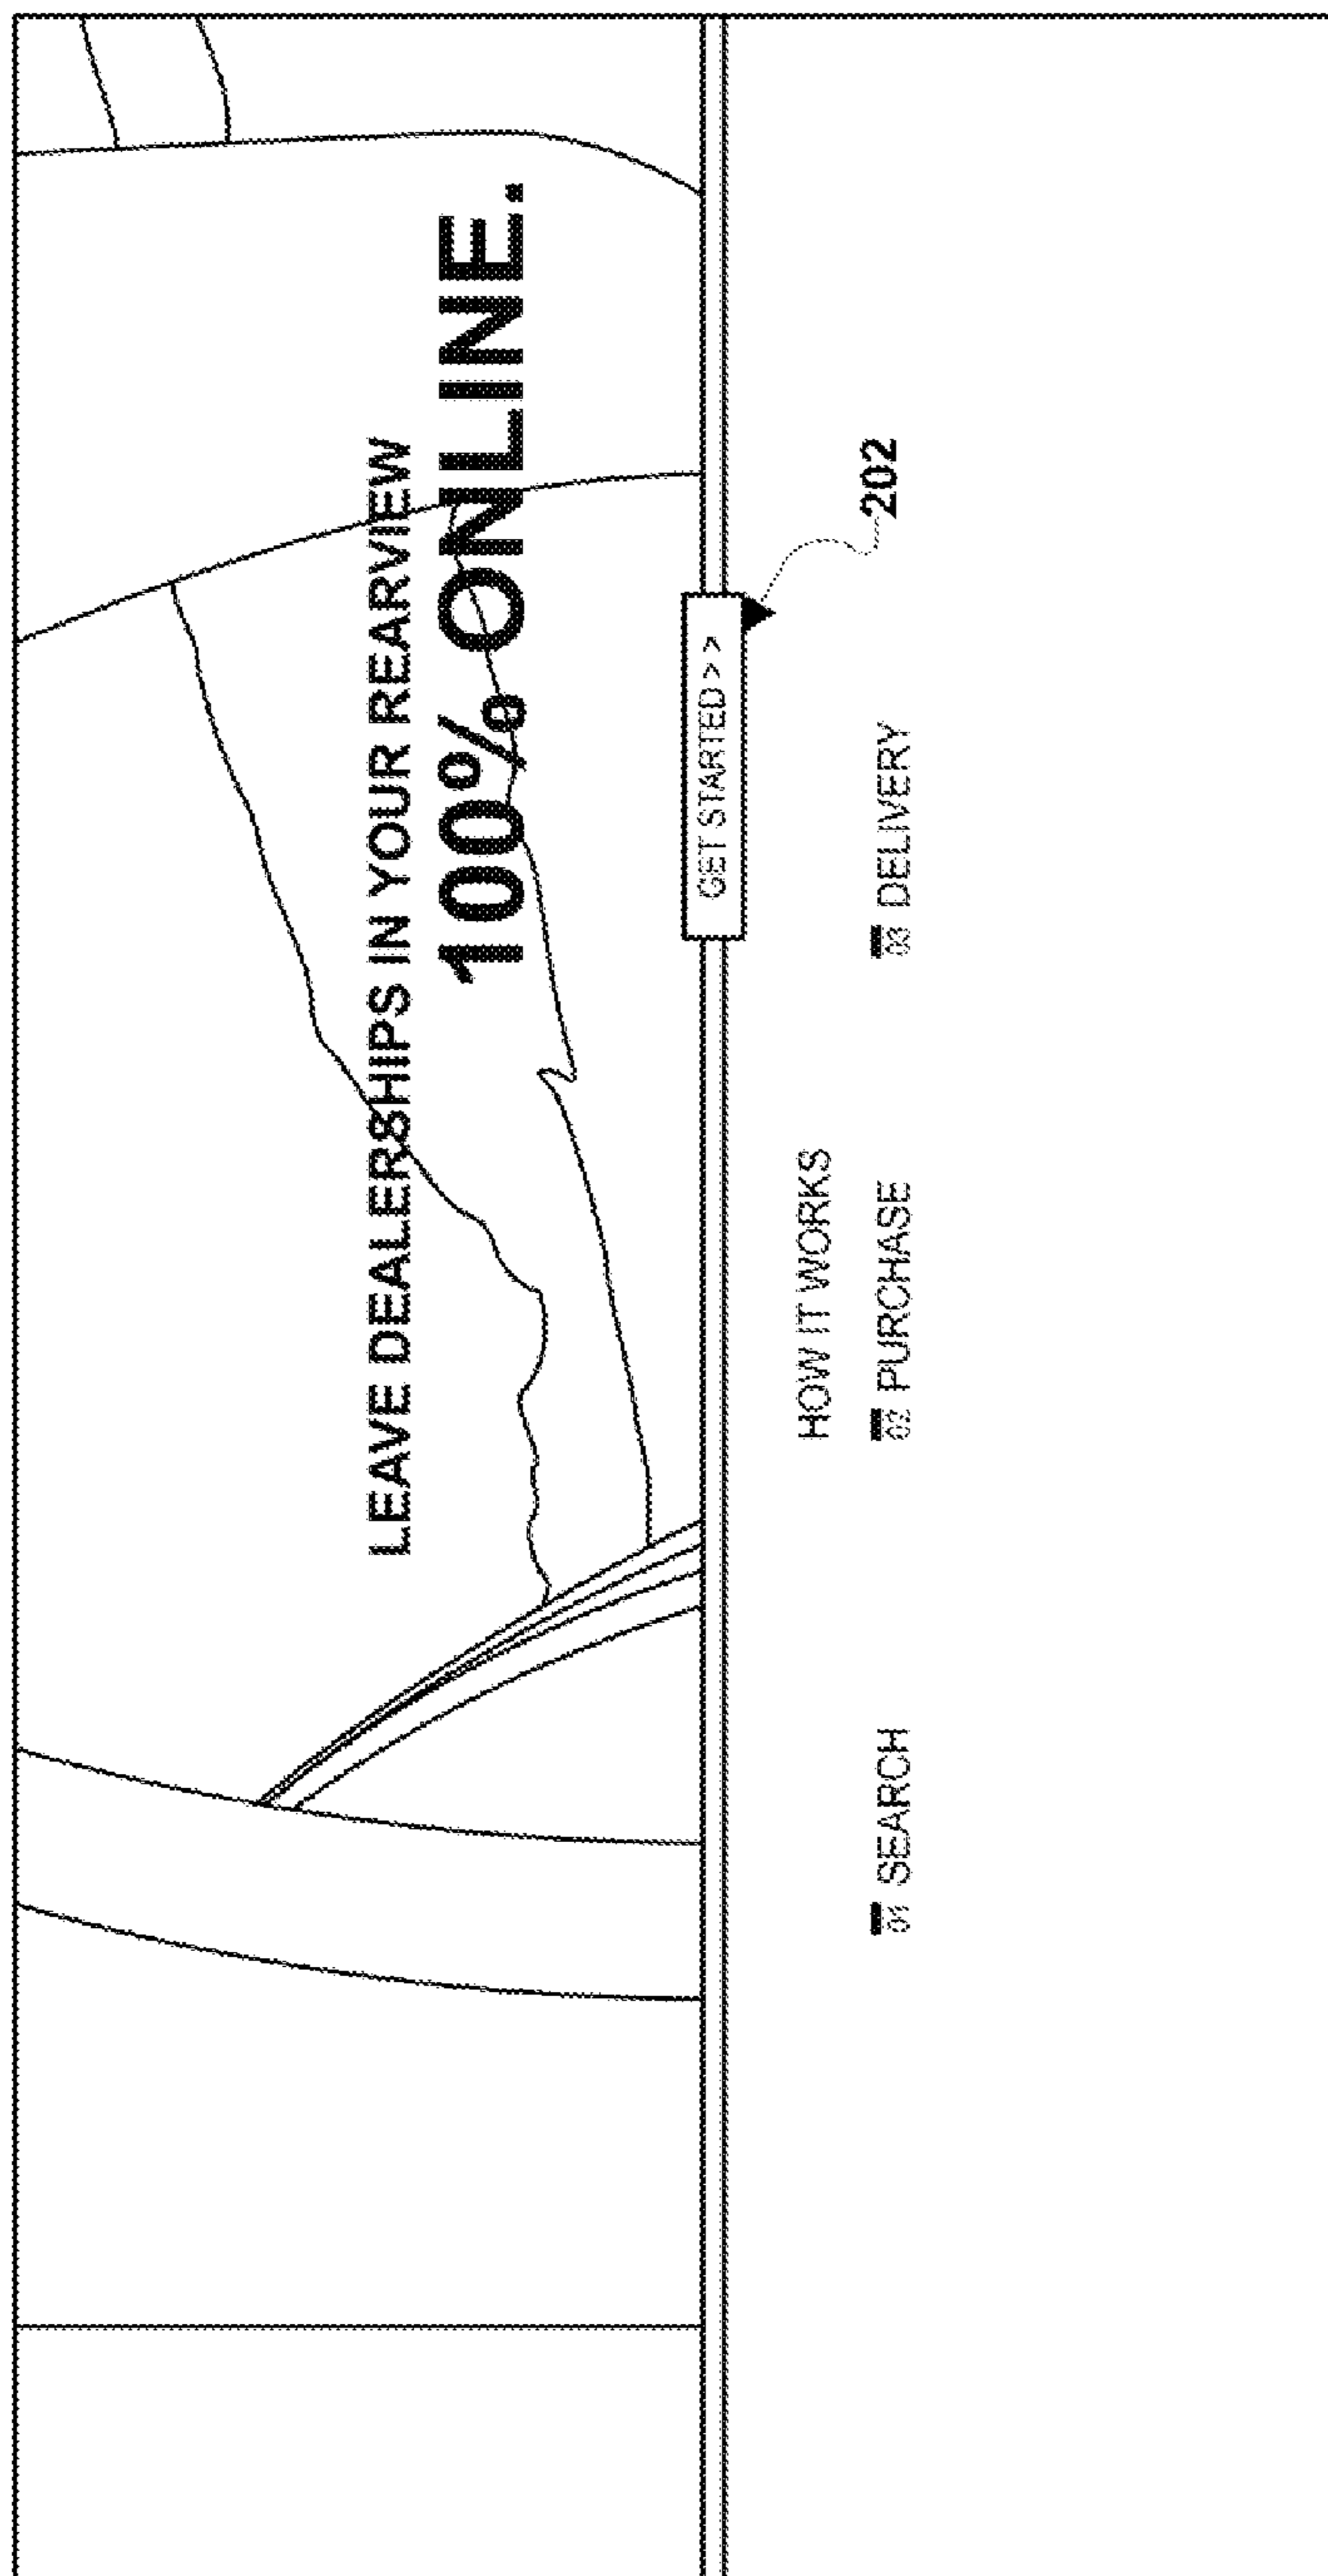 LEAVE DEALERSHIPS IN YOUR REARVIEW
100% ONLINE.
GET STARTED > >
202
HOW IT WORKS
01 SEARCH
02 PURCHASE
03 DELIVERY